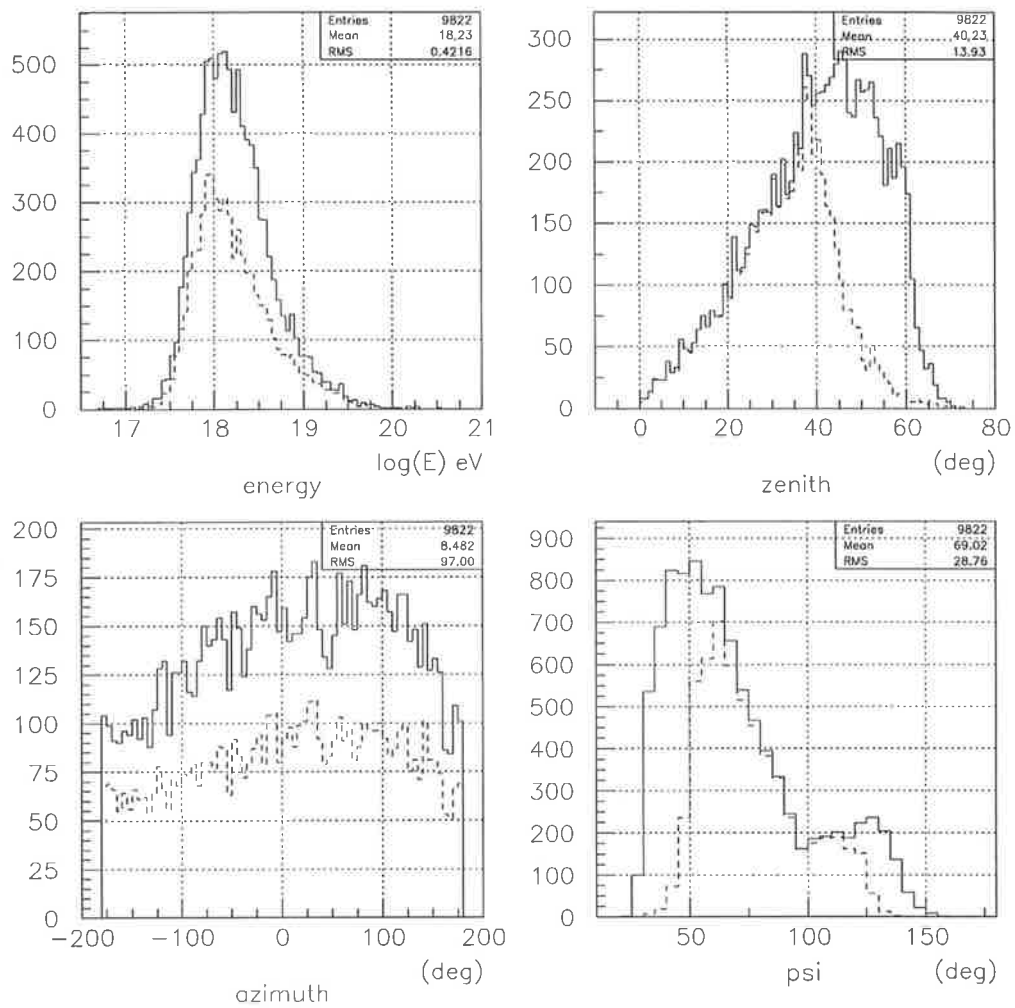 Entries 9822
Mean 18.23
RMS 0.4216
500
400
300
200
100
0
17 18 19 20 21
log(E) eV
energy
Entries 9822
Mean 40.23
RMS 13.93
300
250
200
150
100
50
0
0 20 40 60 80
(deg)
zenith
Entries 9822
Mean 8.482
RMS 97.00
200
175
150
125
100
75
50
25
0
-200 -100 0 100 200
(deg)
azimuth
Entries 9822
Mean 69.02
RMS 28.76
900
800
700
600
500
400
300
200
100
0
50 100 150
psi (deg)